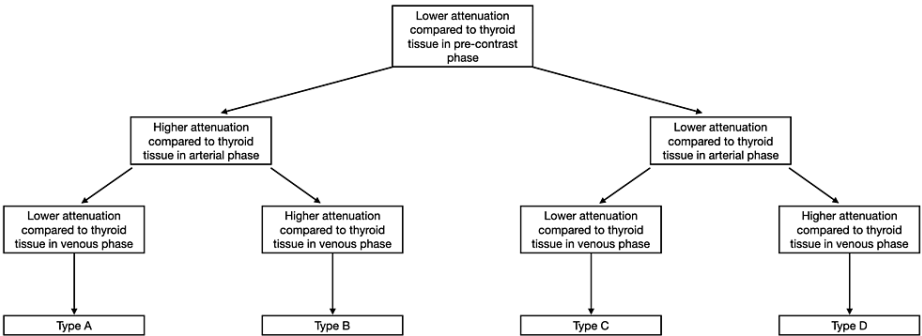 Lower attenuation
compared to thyroid
tissue in pre-contrast
phase
Higher attenuation
compared to thyroid
tissue in arterial phase
Lower attenuation
compared to thyroid
tissue in arterial phase
Lower attenuation
compared to thyroid
tissue in venous phase
Higher attenuation
compared to thyroid
tissue in venous phase
Lower attenuation
compared to thyroid
tissue in venous phase
Higher attenuation
compared to thyroid
tissue in venous phase
Type A
Type B
Type C
Type D